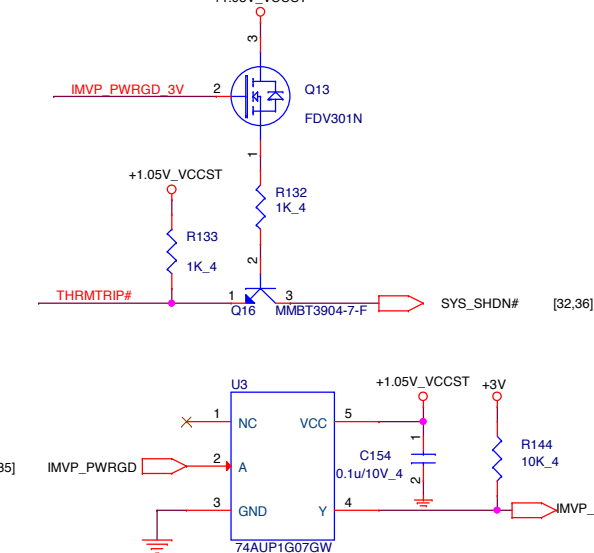 3
IMVP_PWRGD_3V
2
Q13
FDV301N
1
+1.05V_VCCST
R132
1K_4
R133
1K_4
2
THRMTRIP#
1
3
SYS_SHDN#
[32,36]
Q16
MMBT3904-7-F
U3
+1.05V_VCCST
+3V
1
NC
VCC
5
1
R144
10K_4
C154
0.1u/10V_4
IMVP_PWRGD
2
A
2
3
GND
Y
4
IMVP_
74AUP1G07GW